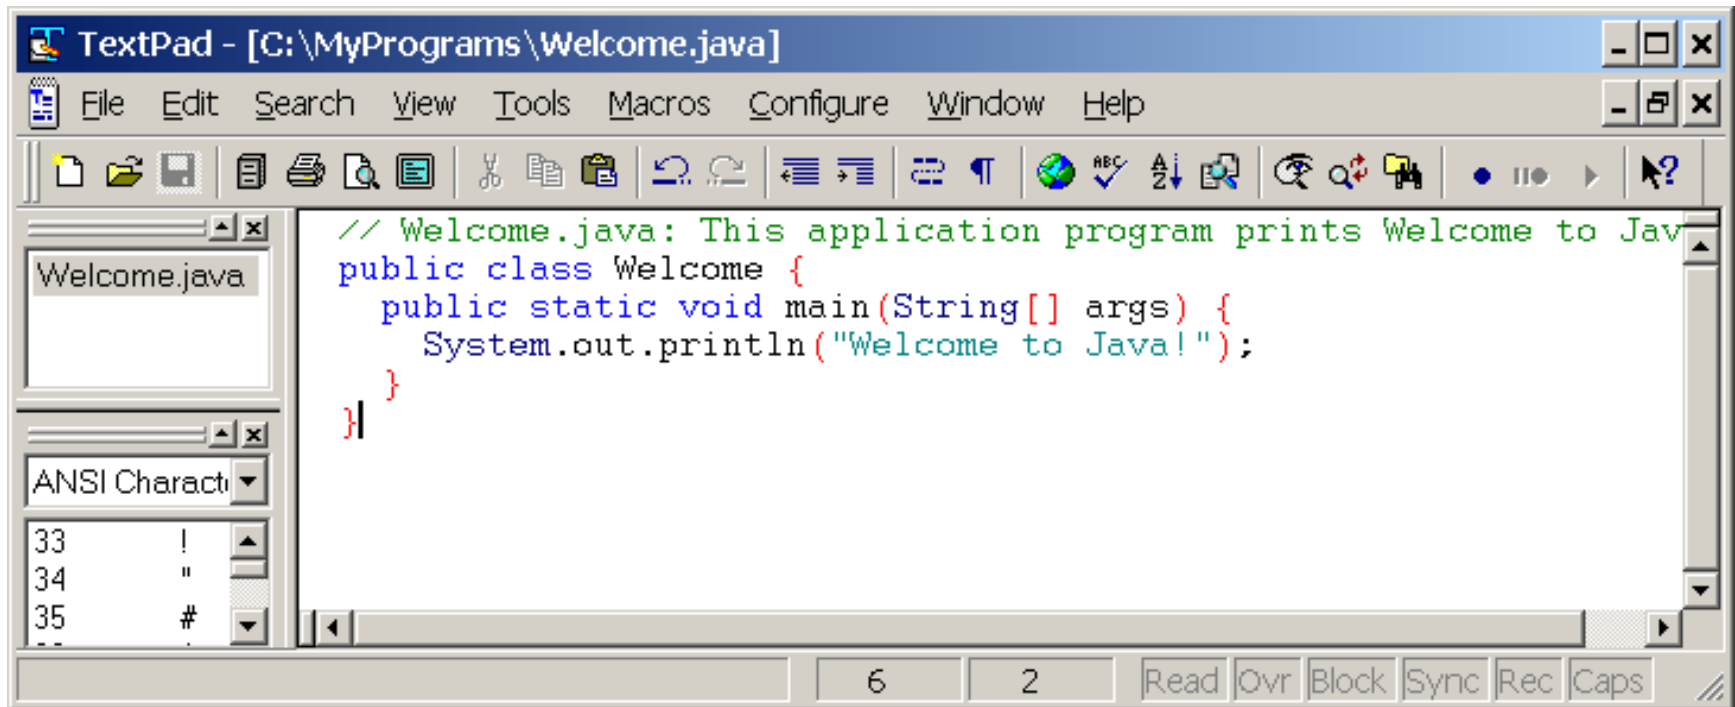 TextPad - [C:\MyPrograms\Welcome.java]
File Edit Search View Tools Macros Configure Window Help
Welcome.java
// Welcome.java: This application program prints Welcome to Jav
public class Welcome {
  public static void main(String[] args) {
    System.out.println("Welcome to Java!");
  }
}
ANSI Charact
33 !
34 "
35 #
6 2 Read Ovr Block Sync Rec Caps